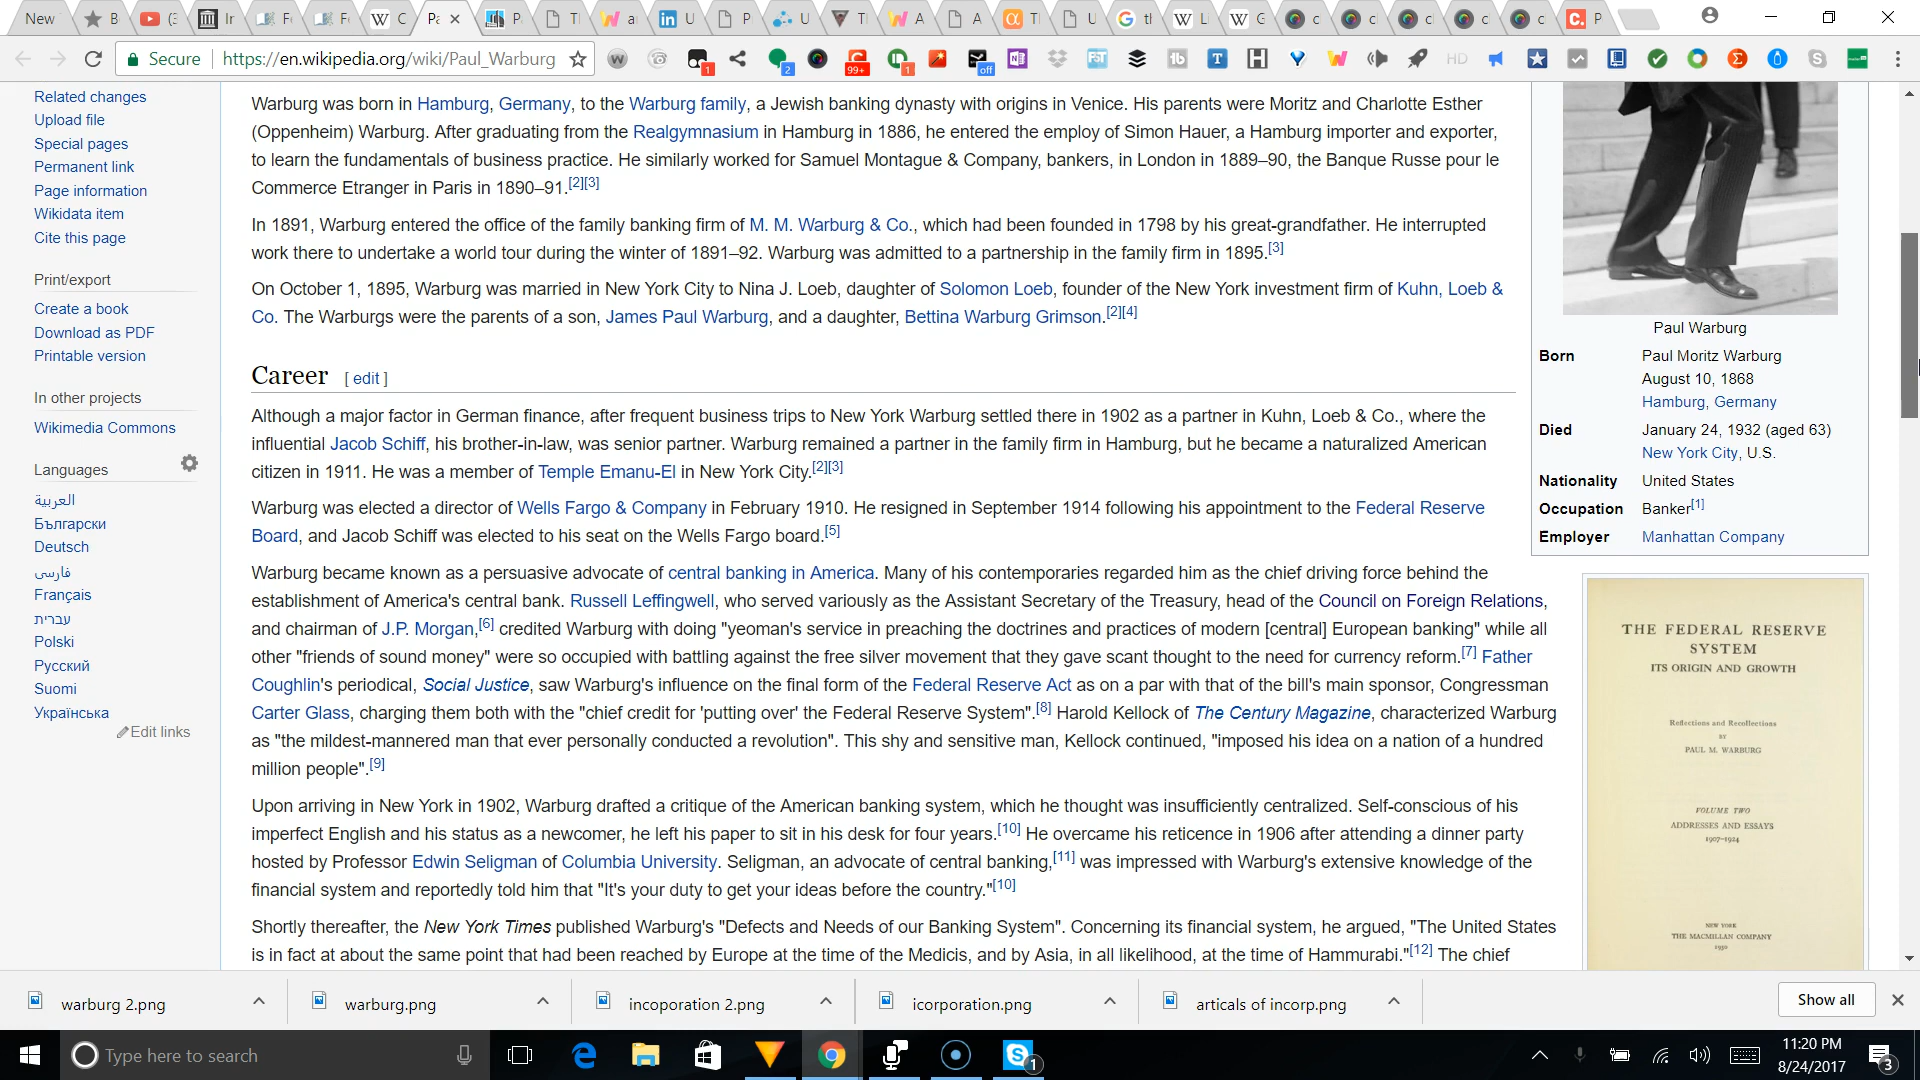 New
B
(3
Ir
F
F
W C
Pa
P
T
a
in U
P
U
T
A
A
T
U
G tl
W L
W G
c
c
c
c
c
C. P
Secure
https://en.wikipedia.org/wiki/Paul_Warburg
1
2
99+
1
off
HD
Related changes
Upload file
Special pages
Permanent link
Page information
Wikidata item
Cite this page
Print/export
Create a book
Download as PDF
Printable version
In other projects
Wikimedia Commons
Languages
العربية
Български
Deutsch
فارسی
Français
עברית
Polski
Русский
Suomi
Українська
Edit links
Warburg was born in Hamburg, Germany, to the Warburg family, a Jewish banking dynasty with origins in Venice. His parents were Moritz and Charlotte Esther
(Oppenheim) Warburg. After graduating from the Realgymnasium in Hamburg in 1886, he entered the employ of Simon Hauer, a Hamburg importer and exporter,
to learn the fundamentals of business practice. He similarly worked for Samuel Montague & Company, bankers, in London in 1889–90, the Banque Russe pour le
Commerce Etranger in Paris in 1890–91.[2][3]
In 1891, Warburg entered the office of the family banking firm of M. M. Warburg & Co., which had been founded in 1798 by his great-grandfather. He interrupted
work there to undertake a world tour during the winter of 1891–92. Warburg was admitted to a partnership in the family firm in 1895.[3]
On October 1, 1895, Warburg was married in New York City to Nina J. Loeb, daughter of Solomon Loeb, founder of the New York investment firm of Kuhn, Loeb &
Co. The Warburgs were the parents of a son, James Paul Warburg, and a daughter, Bettina Warburg Grimson.[2][4]
Career [ edit ]
Although a major factor in German finance, after frequent business trips to New York Warburg settled there in 1902 as a partner in Kuhn, Loeb & Co., where the
influential Jacob Schiff, his brother-in-law, was senior partner. Warburg remained a partner in the family firm in Hamburg, but he became a naturalized American
citizen in 1911. He was a member of Temple Emanu-El in New York City.[2][3]
Warburg was elected a director of Wells Fargo & Company in February 1910. He resigned in September 1914 following his appointment to the Federal Reserve
Board, and Jacob Schiff was elected to his seat on the Wells Fargo board.[5]
Warburg became known as a persuasive advocate of central banking in America. Many of his contemporaries regarded him as the chief driving force behind the
establishment of America's central bank. Russell Leffingwell, who served variously as the Assistant Secretary of the Treasury, head of the Council on Foreign Relations,
and chairman of J.P. Morgan,[6] credited Warburg with doing "yeoman's service in preaching the doctrines and practices of modern [central] European banking" while all
other "friends of sound money" were so occupied with battling against the free silver movement that they gave scant thought to the need for currency reform.[7] Father
Coughlin's periodical, Social Justice, saw Warburg's influence on the final form of the Federal Reserve Act as on a par with that of the bill's main sponsor, Congressman
Carter Glass, charging them both with the "chief credit for 'putting over' the Federal Reserve System".[8] Harold Kellock of The Century Magazine, characterized Warburg
as "the mildest-mannered man that ever personally conducted a revolution". This shy and sensitive man, Kellock continued, "imposed his idea on a nation of a hundred
million people".[9]
Upon arriving in New York in 1902, Warburg drafted a critique of the American banking system, which he thought was insufficiently centralized. Self-conscious of his
imperfect English and his status as a newcomer, he left his paper to sit in his desk for four years.[10] He overcame his reticence in 1906 after attending a dinner party
hosted by Professor Edwin Seligman of Columbia University. Seligman, an advocate of central banking,[11] was impressed with Warburg's extensive knowledge of the
financial system and reportedly told him that "It's your duty to get your ideas before the country."[10]
Shortly thereafter, the New York Times published Warburg's "Defects and Needs of our Banking System". Concerning its financial system, he argued, "The United States
is in fact at about the same point that had been reached by Europe at the time of the Medicis, and by Asia, in all likelihood, at the time of Hammurabi."[12] The chief
Paul Warburg
Born Paul Moritz Warburg
August 10, 1868
Hamburg, Germany
Died January 24, 1932 (aged 63)
New York City, U.S.
Nationality United States
Occupation Banker[1]
Employer Manhattan Company
THE FEDERAL RESERVE
SYSTEM
ITS ORIGIN AND GROWTH
Reflections and Recollections
BY
PAUL M. WARBURG
VOLUME TWO
ADDRESSES AND ESSAYS
1907-1924
NEW YORK
THE MACMILLAN COMPANY
1930
warburg 2.png
warburg.png
incoporation 2.png
icorporation.png
articals of incorp.png
Show all
Type here to search
1
11:20 PM
8/24/2017
3